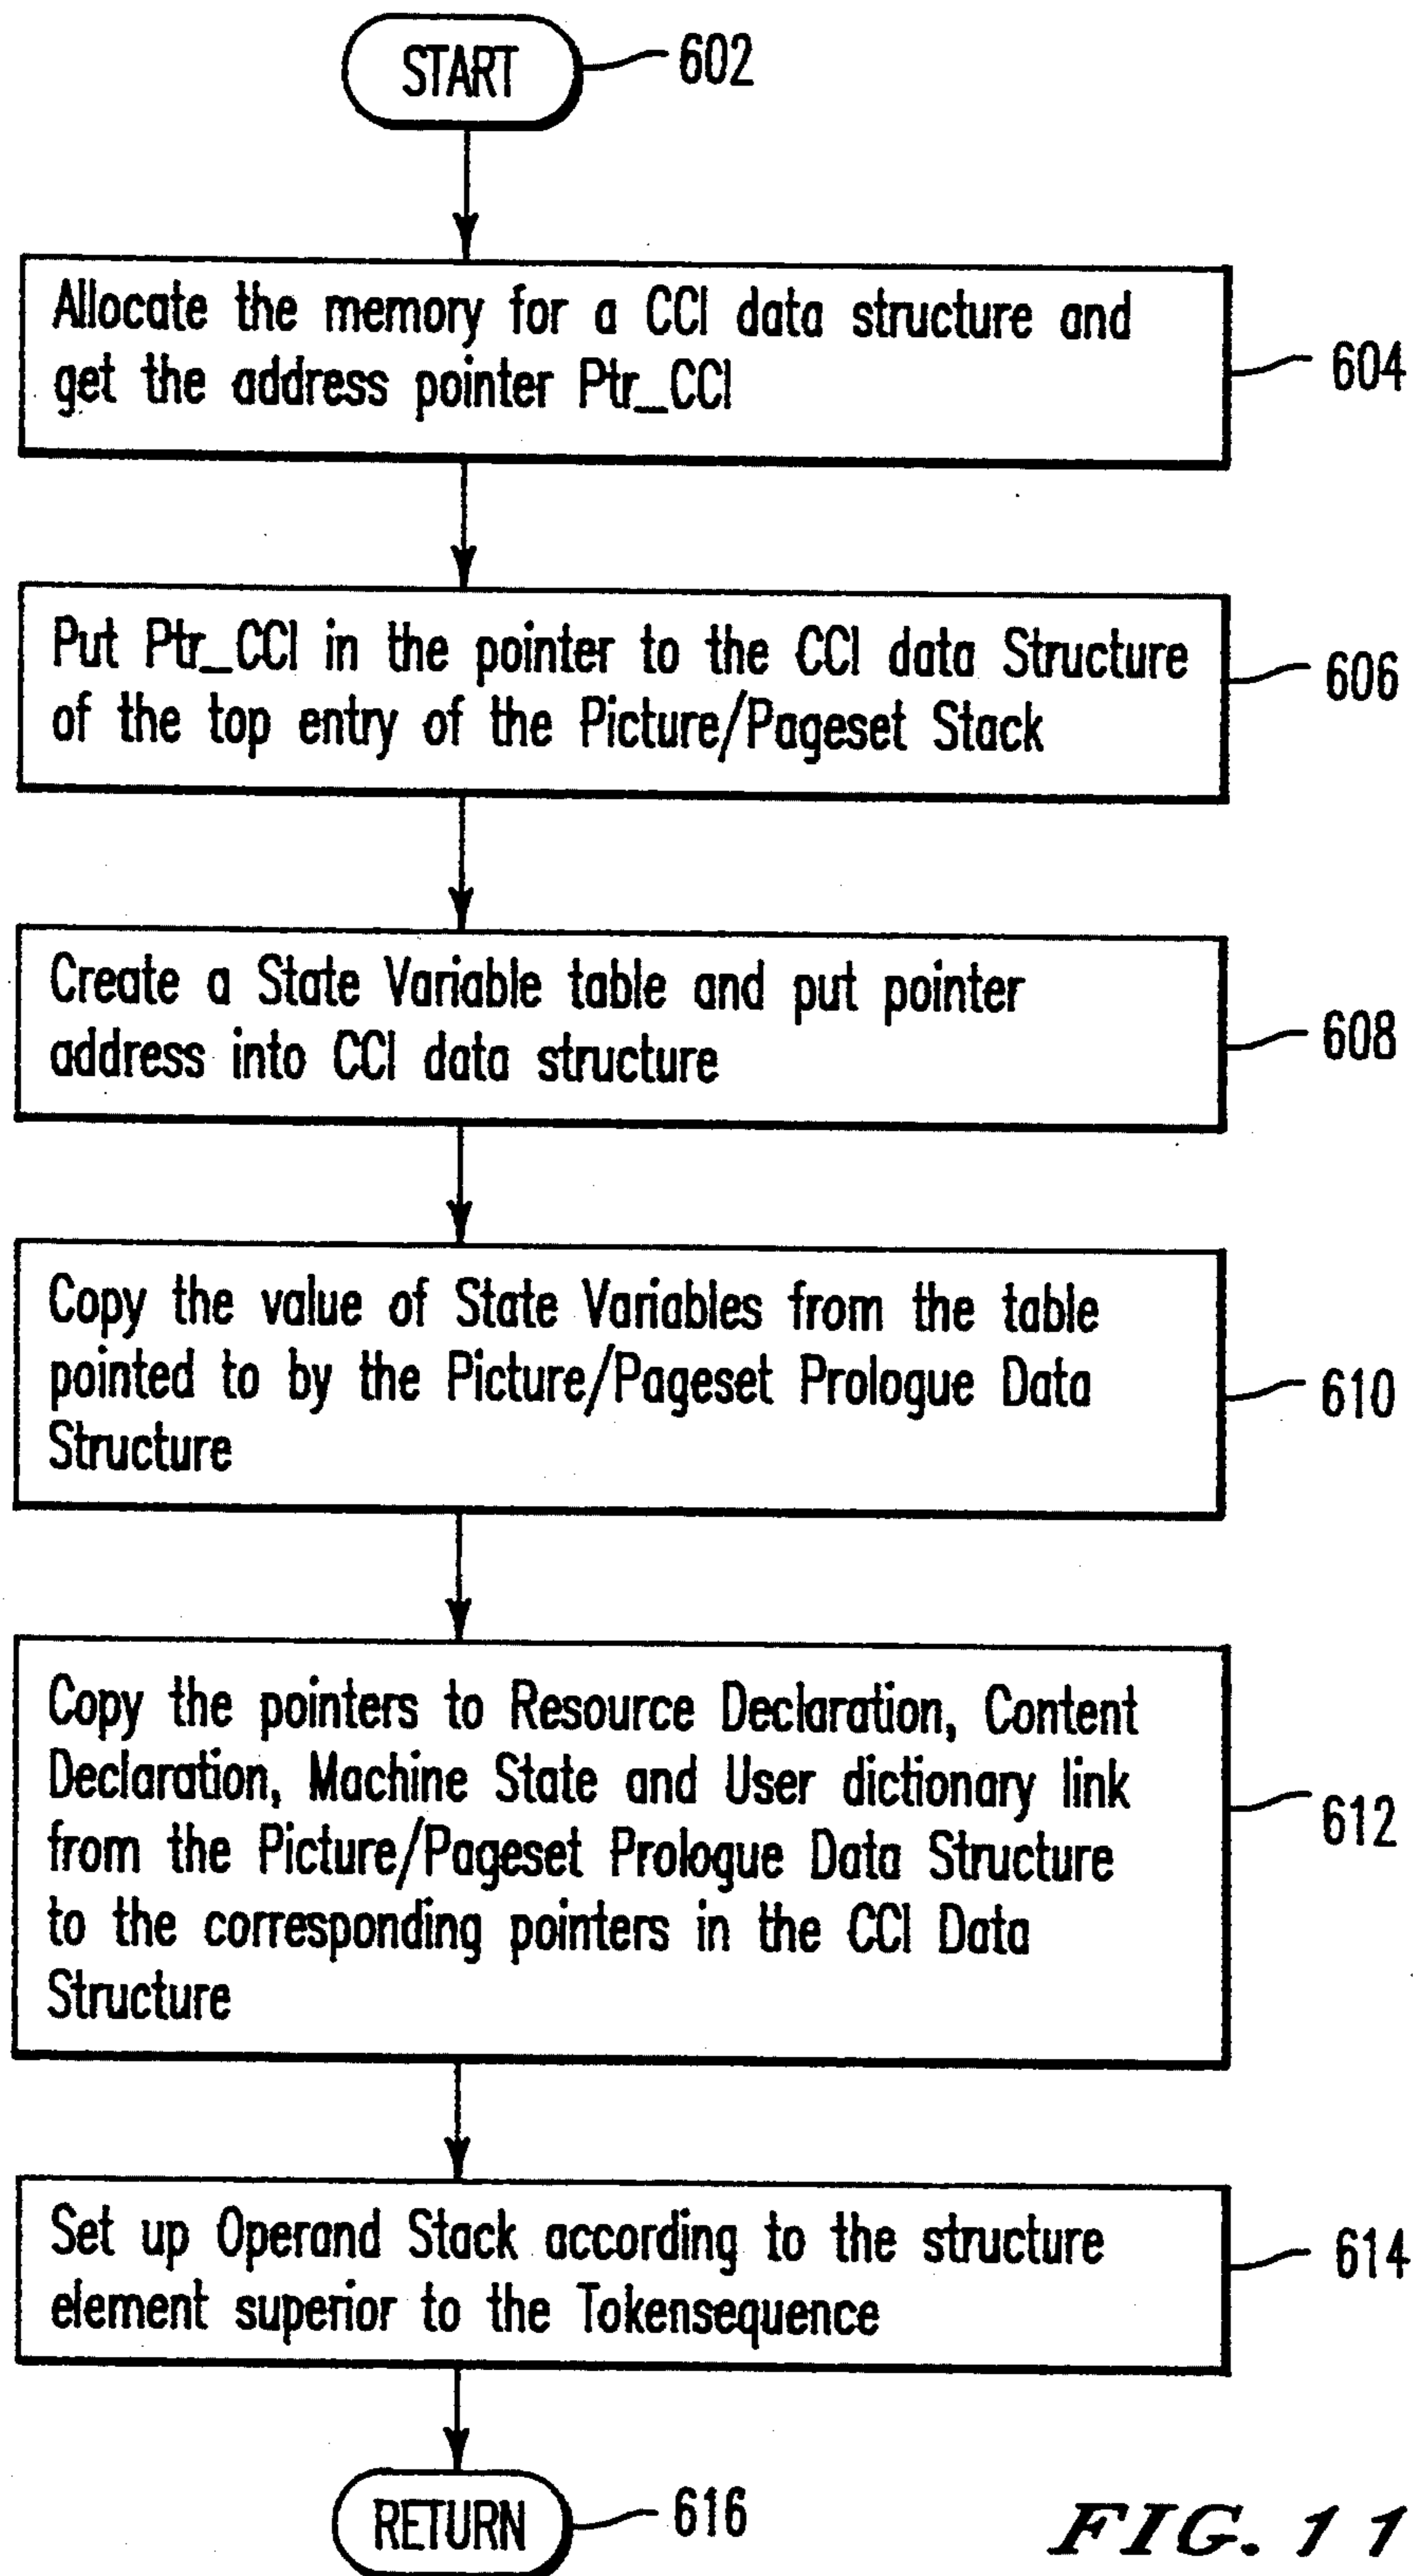 START
602
Allocate the memory for a CCI data structure and
get the address pointer Ptr_CCI
604
Put Ptr_CCI in the pointer to the CCI data Structure
of the top entry of the Picture/Pageset Stack
606
Create a State Variable table and put pointer
address into CCI data structure
608
Copy the value of State Variables from the table
pointed to by the Picture/Pageset Prologue Data
Structure
610
Copy the pointers to Resource Declaration, Content
Declaration, Machine State and User dictionary link
from the Picture/Pageset Prologue Data Structure
to the corresponding pointers in the CCI Data
Structure
612
Set up Operand Stack according to the structure
element superior to the Tokensequence
614
RETURN
616
FIG. 11